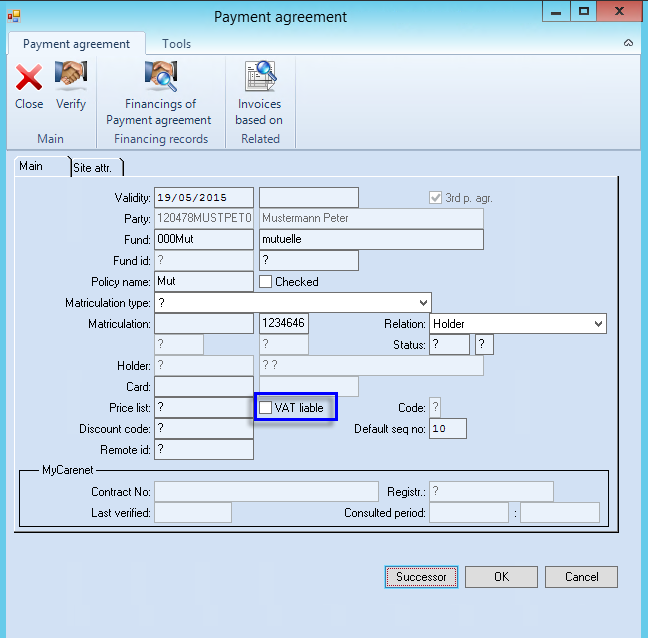 Payment agreement
Payment agreement Tools
Close Verify Financings of Payment agreement Invoices based on
Main Financing records Related
Main Site attr.
Validity: 19/05/2015 3rd p. agr.
Party: 120478MUSTPET0 Mustermann Peter
Fund: 000Mut mutuelle
Fund id: ? ?
Policy name: Mut Checked
Matriculation type: ?
Matriculation: 1234646 Relation: Holder
? ? Status: ? ?
Holder: ? ? ?
Card:
Price list: ? VAT liable Code: ?
Discount code: ? Default seq no: 10
Remote id: ?
MyCarenet
Contract No: Registr.: ?
Last verified: Consulted period: :
Successor OK Cancel